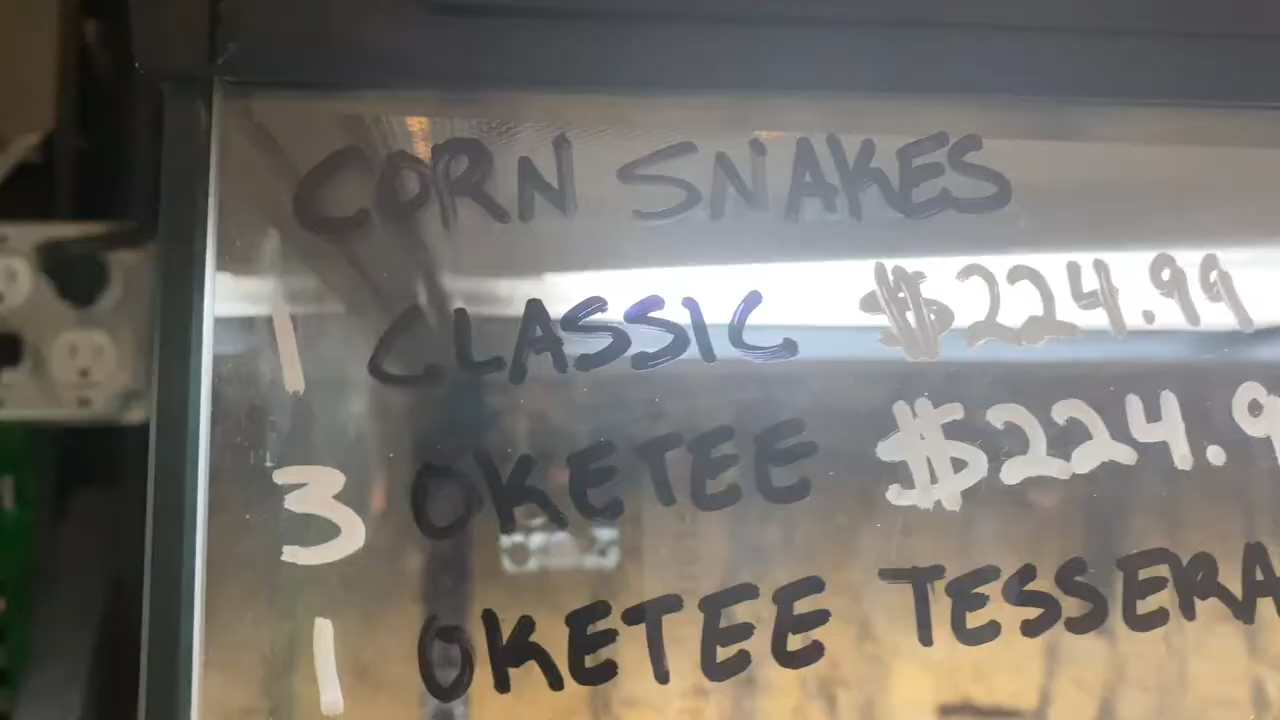 CORN SNAKES
1 CLASSIC $224.99
3 OKETEE $224.9
1 OKETEE TESSERA